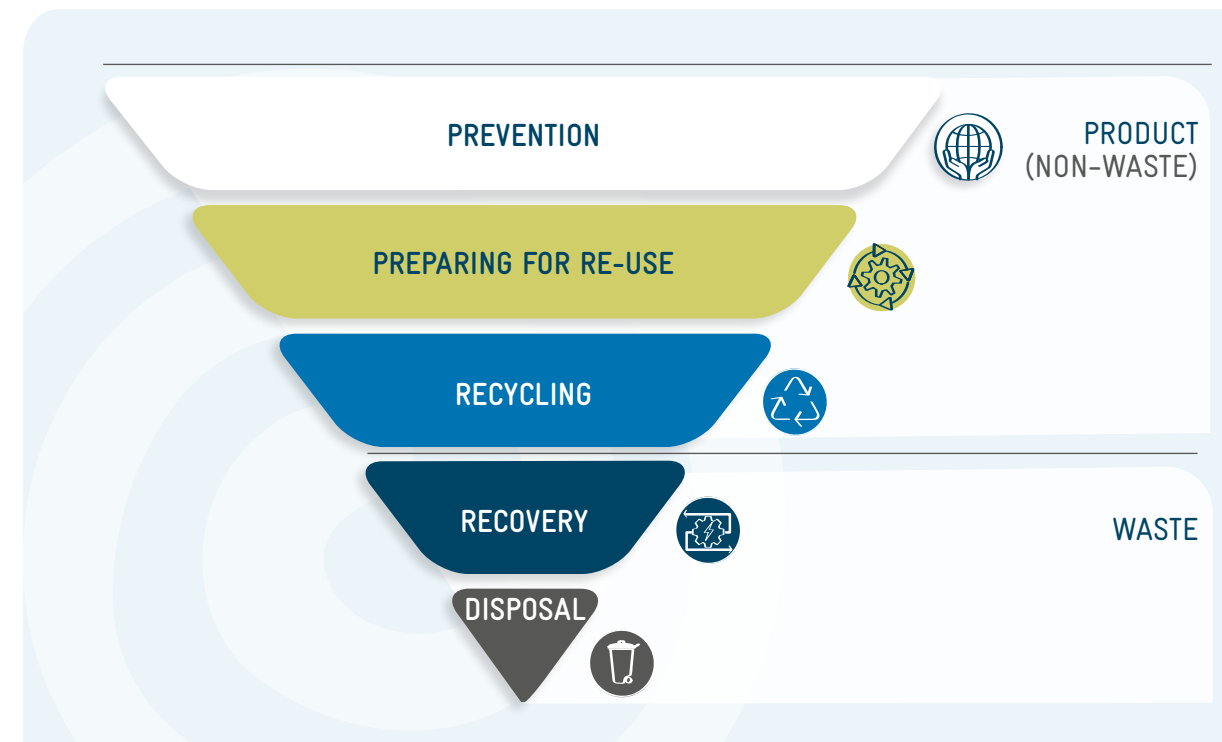 PREVENTION
PRODUCT
(NON-WASTE)
PREPARING FOR RE-USE
RECYCLING
RECOVERY
WASTE
DISPOSAL